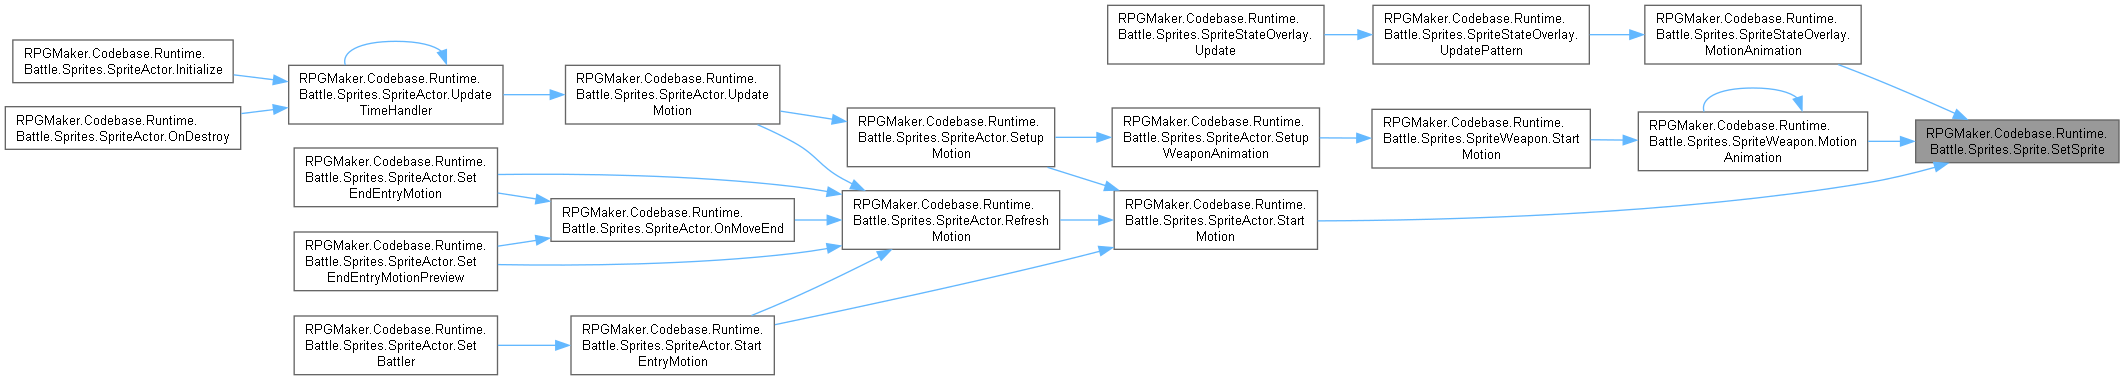 RPGMaker.Codebase.Runtime.
Battle.Sprites.SpriteActor.Initialize
RPGMaker.Codebase.Runtime.
Battle.Sprites.SpriteActor.OnDestroy
RPGMaker.Codebase.Runtime.
Battle.Sprites.SpriteActor.Update
TimeHandler
RPGMaker.Codebase.Runtime.
Battle.Sprites.SpriteActor.Set
EndEntryMotion
RPGMaker.Codebase.Runtime.
Battle.Sprites.SpriteActor.Set
EndEntryMotionPreview
RPGMaker.Codebase.Runtime.
Battle.Sprites.SpriteActor.Set
Battler
RPGMaker.Codebase.Runtime.
Battle.Sprites.SpriteActor.Update
Motion
RPGMaker.Codebase.Runtime.
Battle.Sprites.SpriteActor.OnMoveEnd
RPGMaker.Codebase.Runtime.
Battle.Sprites.SpriteActor.Start
EntryMotion
RPGMaker.Codebase.Runtime.
Battle.Sprites.SpriteActor.Setup
Motion
RPGMaker.Codebase.Runtime.
Battle.Sprites.SpriteActor.Refresh
Motion
RPGMaker.Codebase.Runtime.
Battle.Sprites.SpriteStateOverlay.
Update
RPGMaker.Codebase.Runtime.
Battle.Sprites.SpriteActor.Setup
WeaponAnimation
RPGMaker.Codebase.Runtime.
Battle.Sprites.SpriteActor.Start
Motion
RPGMaker.Codebase.Runtime.
Battle.Sprites.SpriteStateOverlay.
UpdatePattern
RPGMaker.Codebase.Runtime.
Battle.Sprites.SpriteWeapon.Start
Motion
RPGMaker.Codebase.Runtime.
Battle.Sprites.SpriteStateOverlay.
MotionAnimation
RPGMaker.Codebase.Runtime.
Battle.Sprites.SpriteWeapon.Motion
Animation
RPGMaker.Codebase.Runtime.
Battle.Sprites.Sprite.SetSprite